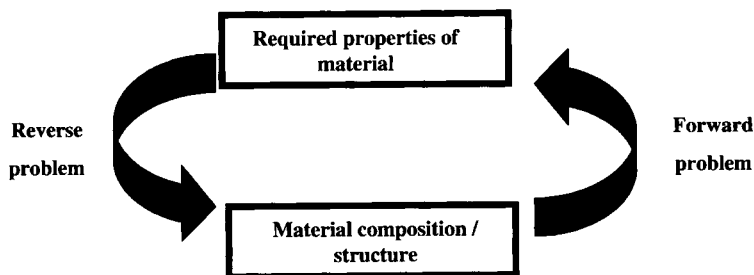 Required properties of
material
Reverse
problem
Forward
problem
Material composition /
structure